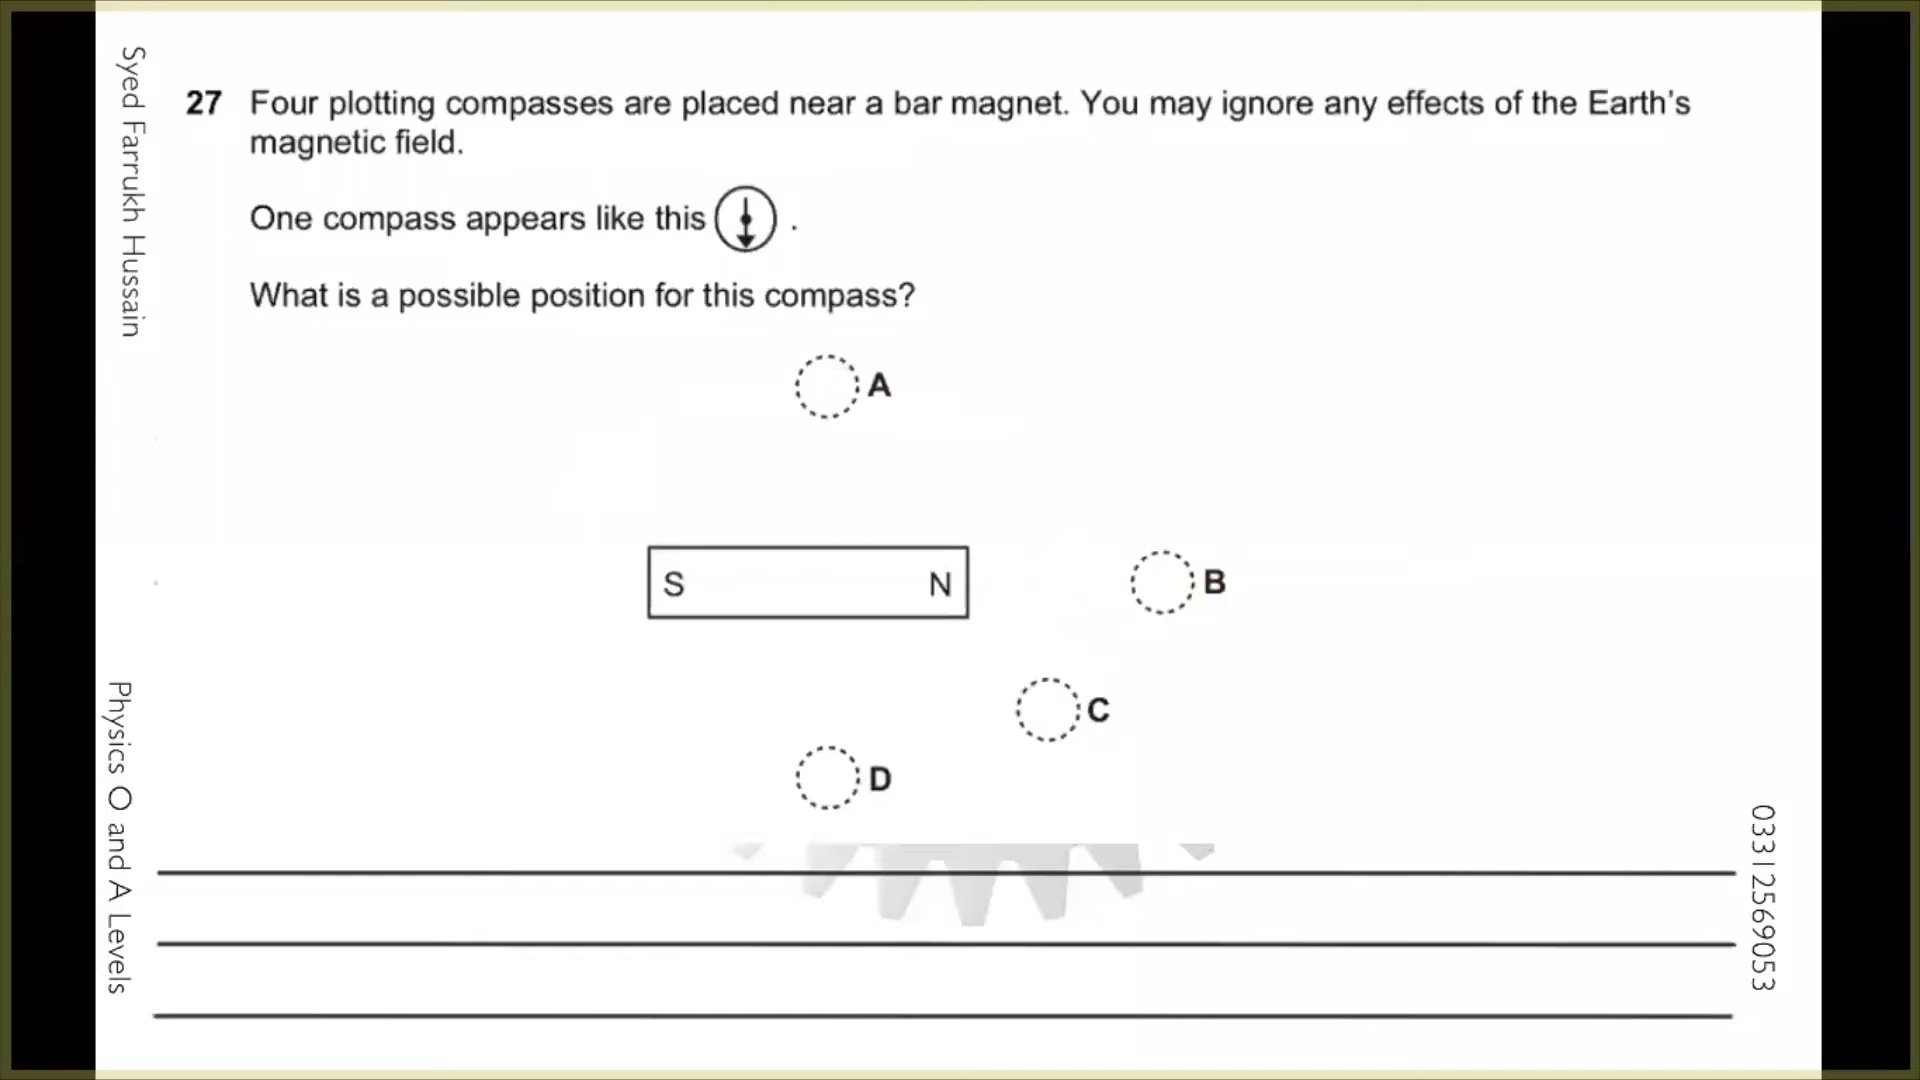 Syed Farrukh Hussain
27 Four plotting compasses are placed near a bar magnet. You may ignore any effects of the Earth's
magnetic field.
One compass appears like this .
What is a possible position for this compass?
A
S N
B
C
D
Physics O and A Levels
03312569053